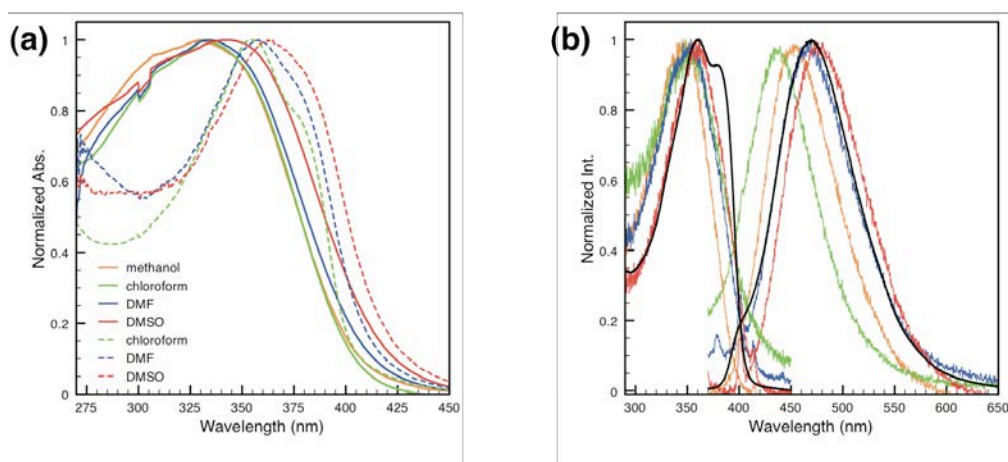 (a)
Normalized Abs.
1
0.8
0.6
0.4
0.2
0
methanol
chloroform
DMF
DMSO
chloroform
DMF
DMSO
275 300 325 350 375 400 425 450
Wavelength (nm)
(b)
Normalized Int.
1
0.8
0.6
0.4
0.2
0
290 350 400 450 500 550 600 650
Wavelength (nm)